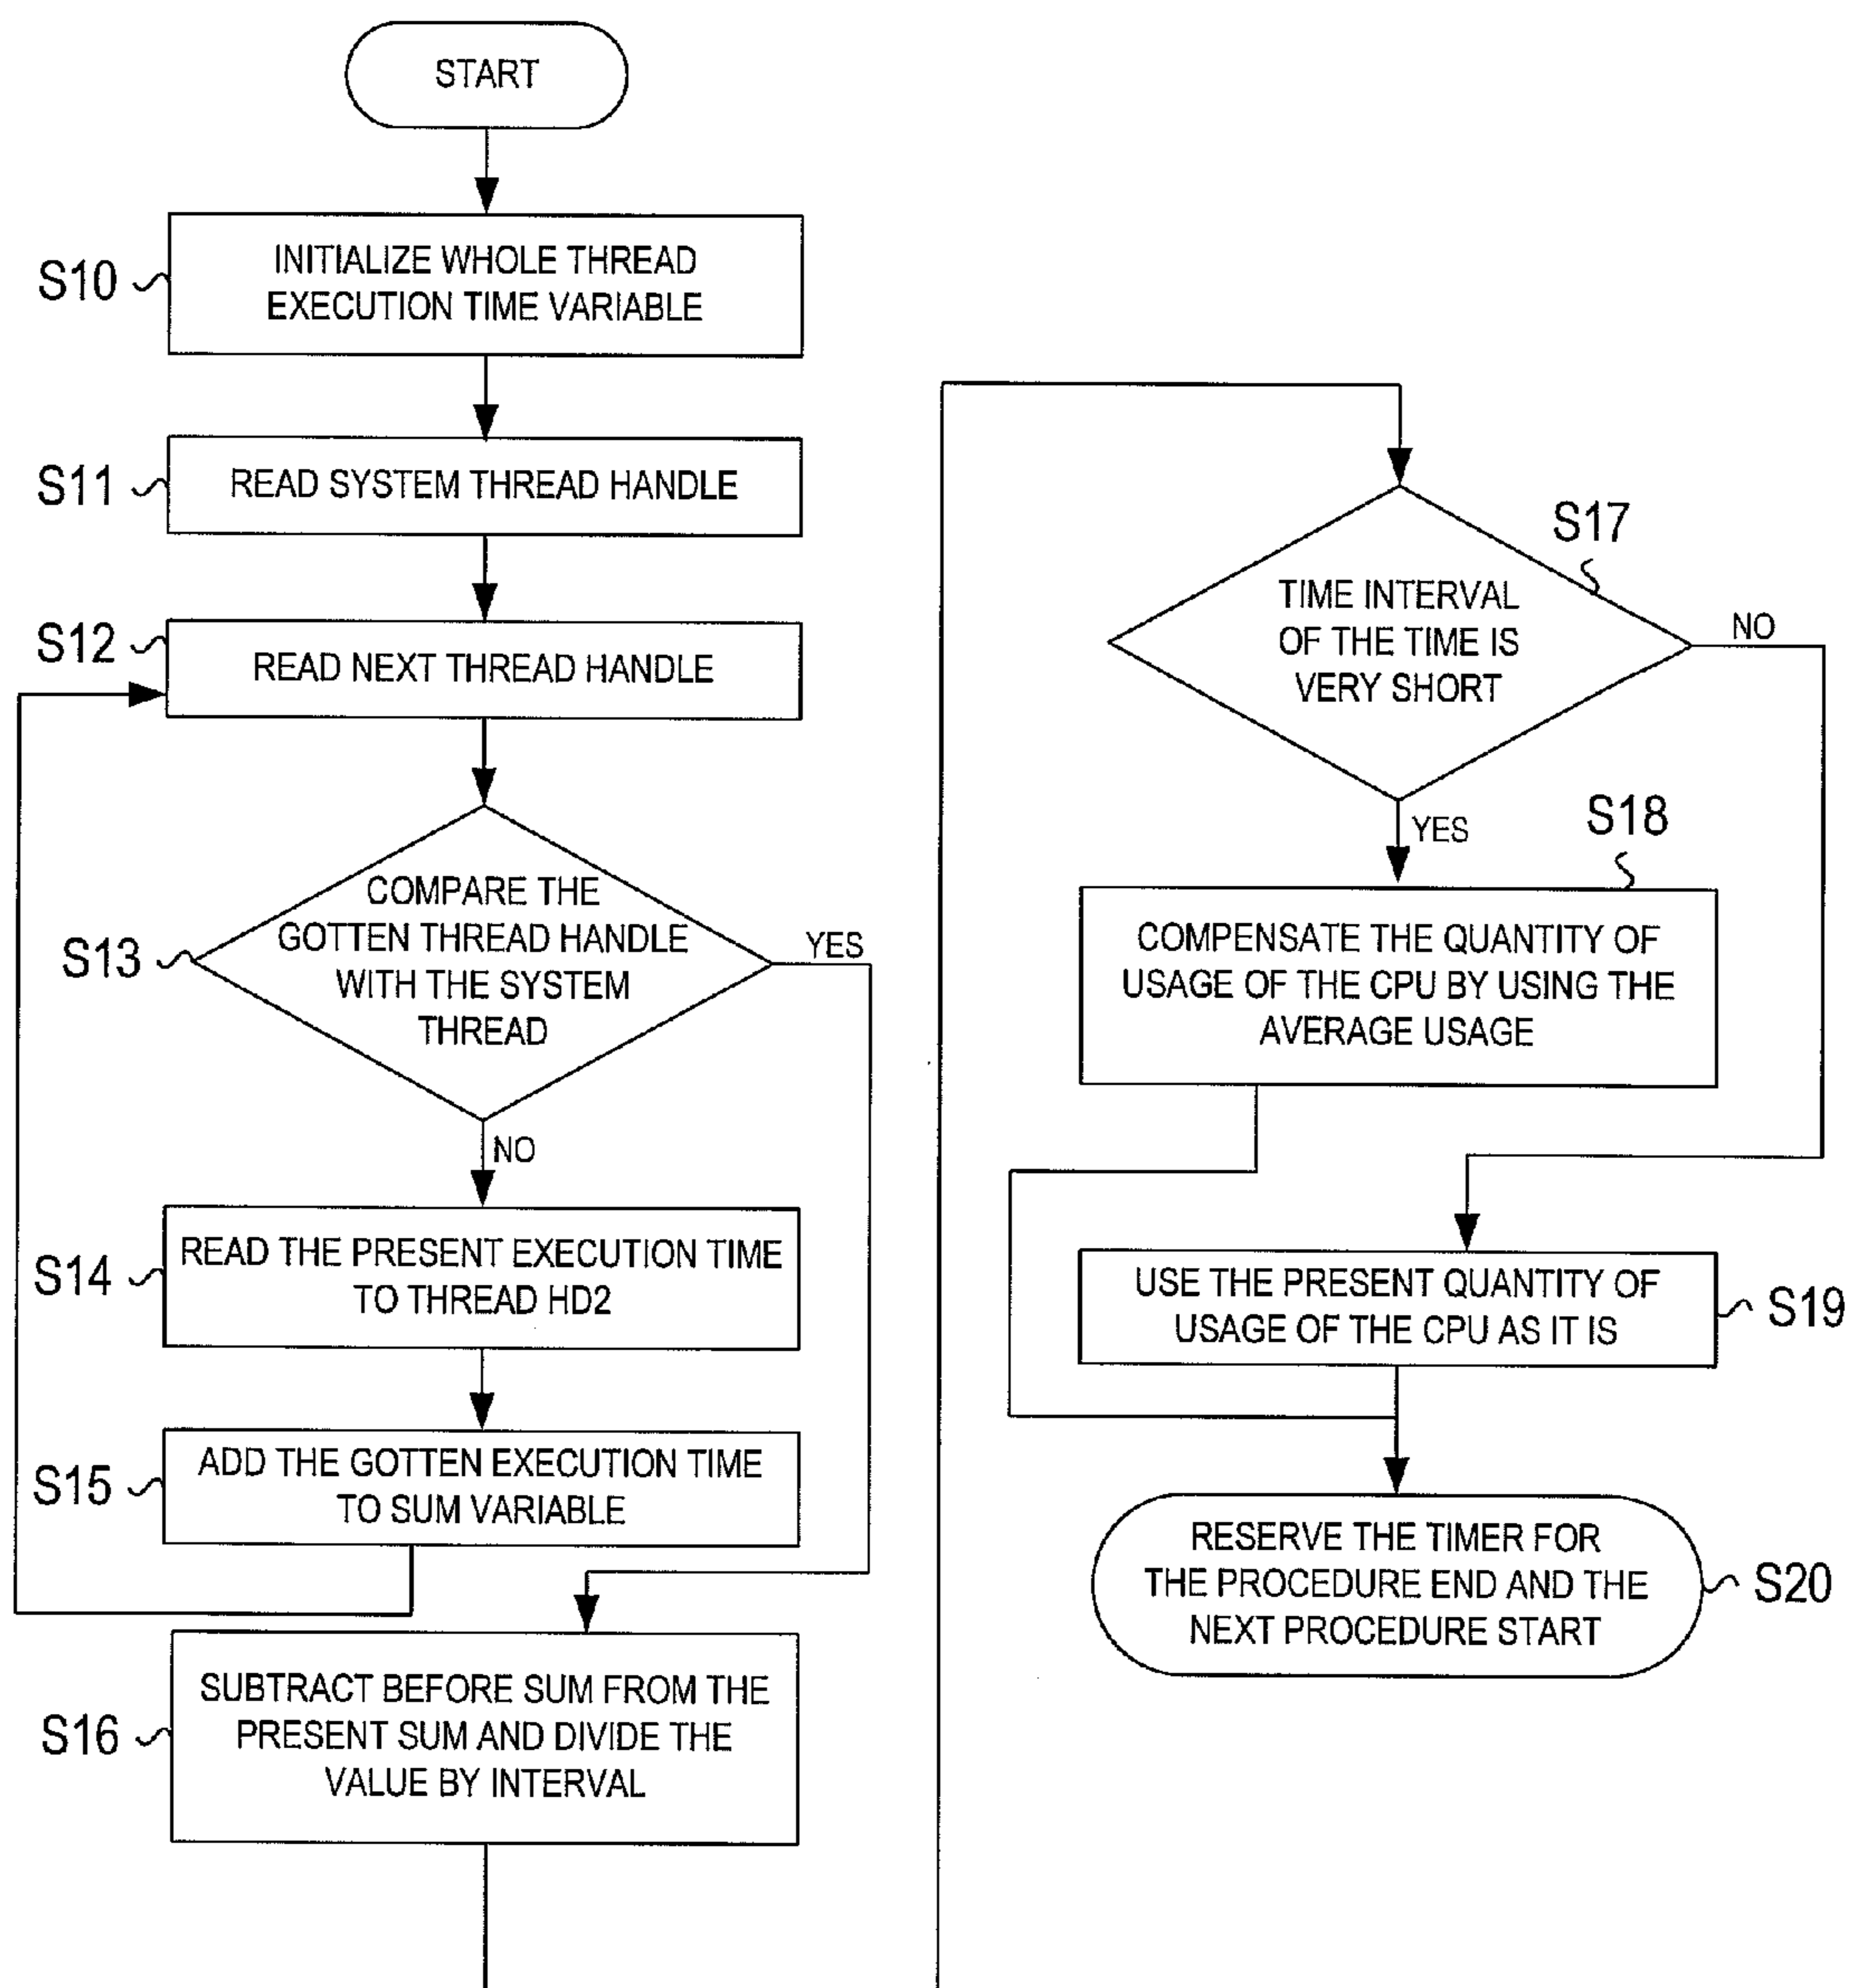 START
S10
INITIALIZE WHOLE THREAD
EXECUTION TIME VARIABLE
S11
READ SYSTEM THREAD HANDLE
S12
READ NEXT THREAD HANDLE
S13
COMPARE THE
GOTTEN THREAD HANDLE
WITH THE SYSTEM
THREAD
YES
NO
S14
READ THE PRESENT EXECUTION TIME
TO THREAD HD2
S15
ADD THE GOTTEN EXECUTION TIME
TO SUM VARIABLE
S16
SUBTRACT BEFORE SUM FROM THE
PRESENT SUM AND DIVIDE THE
VALUE BY INTERVAL
S17
TIME INTERVAL
OF THE TIME IS
VERY SHORT
NO
YES
S18
COMPENSATE THE QUANTITY OF
USAGE OF THE CPU BY USING THE
AVERAGE USAGE
USE THE PRESENT QUANTITY OF
USAGE OF THE CPU AS IT IS
S19
RESERVE THE TIMER FOR
THE PROCEDURE END AND THE
NEXT PROCEDURE START
S20